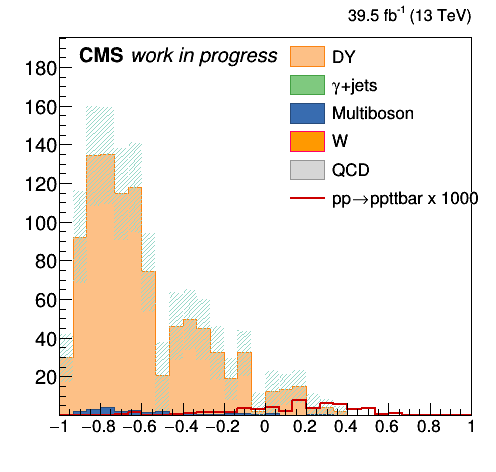 39.5 fb⁻¹ (13 TeV)
CMS work in progress
DY
γ+jets
Multiboson
W
QCD
pp→ppttbar x 1000
180
160
140
120
100
80
60
40
20
−1 −0.8 −0.6 −0.4 −0.2 0 0.2 0.4 0.6 0.8 1